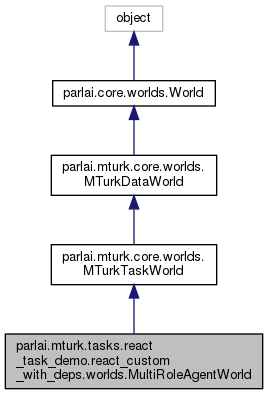 object
parlai.core.worlds.World
parlai.mturk.core.worlds.
MTurkDataWorld
parlai.mturk.core.worlds.
MTurkTaskWorld
parlai.mturk.tasks.react
_task_demo.react_custom
_with_deps.worlds.MultiRoleAgentWorld